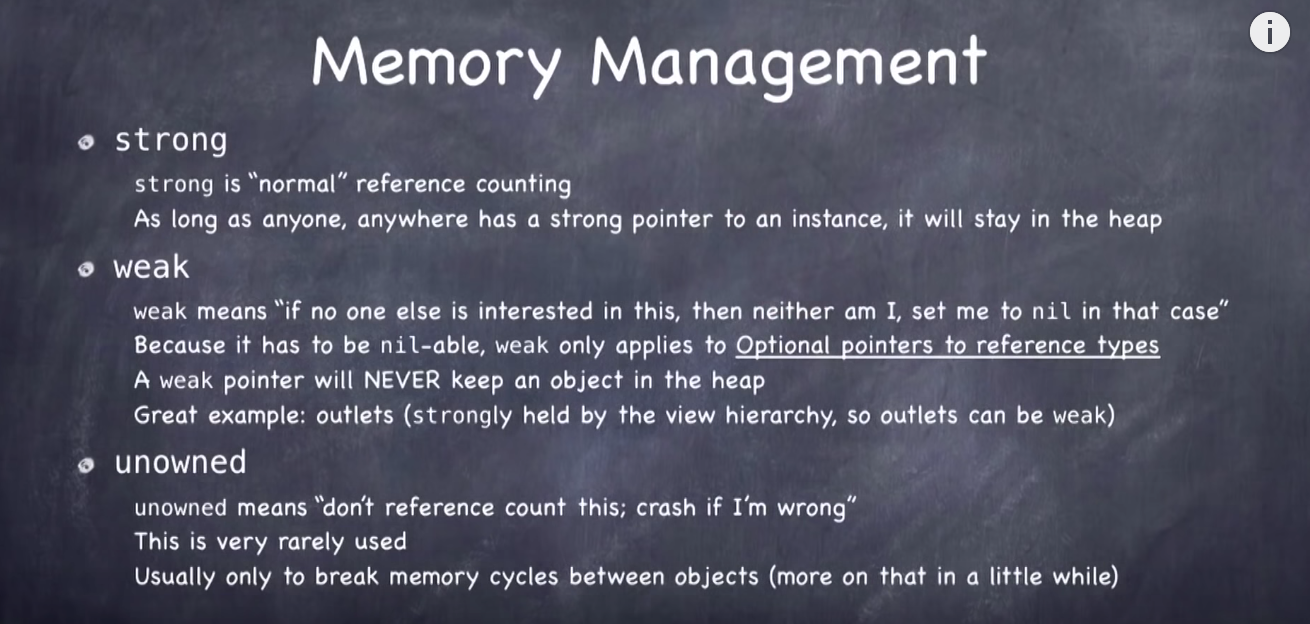 Memory Management
strong
strong is “normal” reference counting
As long as anyone, anywhere has a strong pointer to an instance, it will stay in the heap
weak
weak means “if no one else is interested in this, then neither am I, set me to nil in that case”
Because it has to be nil-able, weak only applies to Optional pointers to reference types
A weak pointer will NEVER keep an object in the heap
Great example: outlets (strongly held by the view hierarchy, so outlets can be weak)
unowned
unowned means “don’t reference count this; crash if I’m wrong”
This is very rarely used
Usually only to break memory cycles between objects (more on that in a little while)